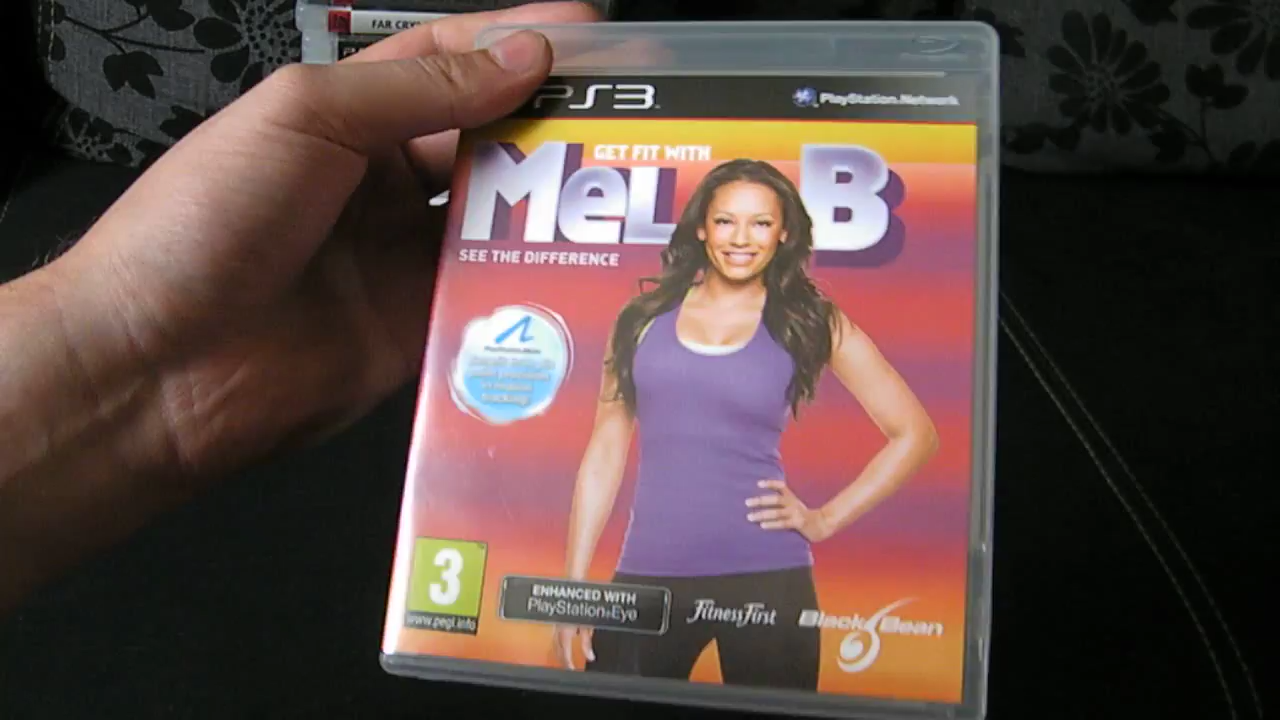 FAR CRY
PS3
PlayStation Network
GET FIT WITH
MeL B
SEE THE DIFFERENCE
3
www.pegi.info
ENHANCED WITH
PlayStation Eye
FitnessFirst
Black Bean